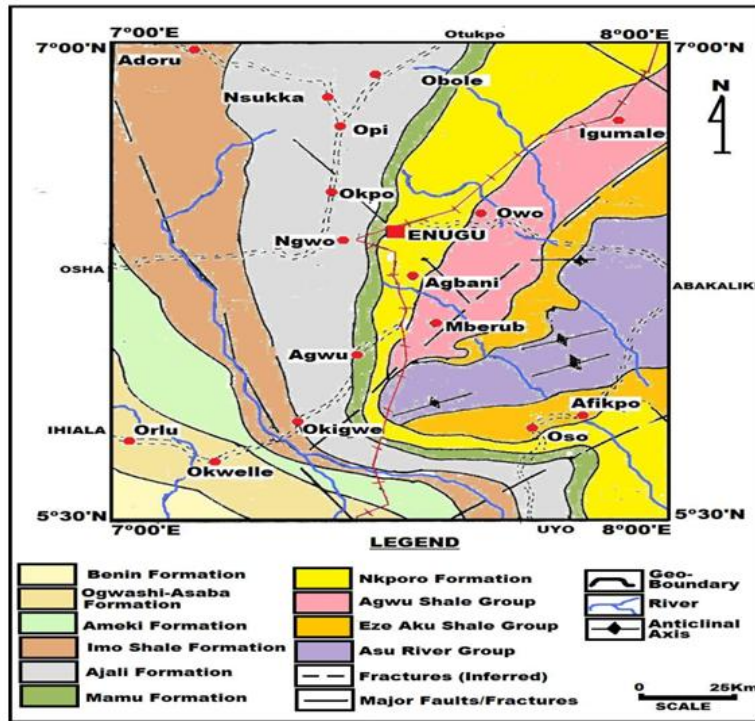 7°00'E
Otukpo
8°00'E
7°00'N
7°00'N
Adoru
Obole
Nsukka
N
Igumale
Opi
Okpo
Owo
Ngwo
ENUGU
OSHA
Agbani
ABAKALIKI
Mberub
Agwu
Afikpo
Okigwe
IHIALA
Orlu
Oso
Okwelle
5°30'N
5°30'N
7°00'E
UYO
8°00'E
LEGEND
Benin Formation
Ogwashi-Asaba
Formation
Ameki Formation
Imo Shale Formation
Ajali Formation
Mamu Formation
Nkporo Formation
Agwu Shale Group
Eze Aku Shale Group
Asu River Group
Fractures (Inferred)
Major Faults/Fractures
Geo-
Boundary
River
Anticlinal
Axis
0 25Km
SCALE